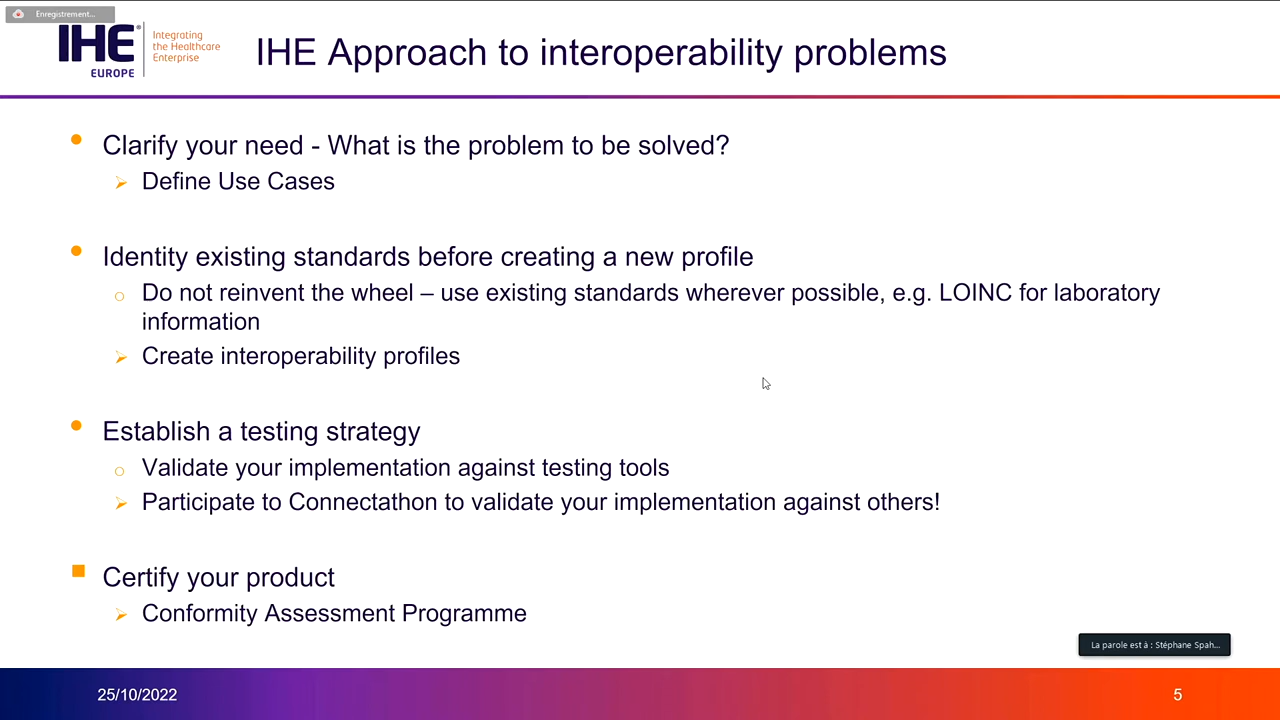 Enregistrement...
IHE
EUROPE
Integrating
the Healthcare
Enterprise
IHE Approach to interoperability problems
Clarify your need - What is the problem to be solved?
Define Use Cases
Identity existing standards before creating a new profile
Do not reinvent the wheel – use existing standards wherever possible, e.g. LOINC for laboratory
information
Create interoperability profiles
Establish a testing strategy
Validate your implementation against testing tools
Participate to Connectathon to validate your implementation against others!
Certify your product
Conformity Assessment Programme
La parole est à : Stéphane Spah...
25/10/2022
5